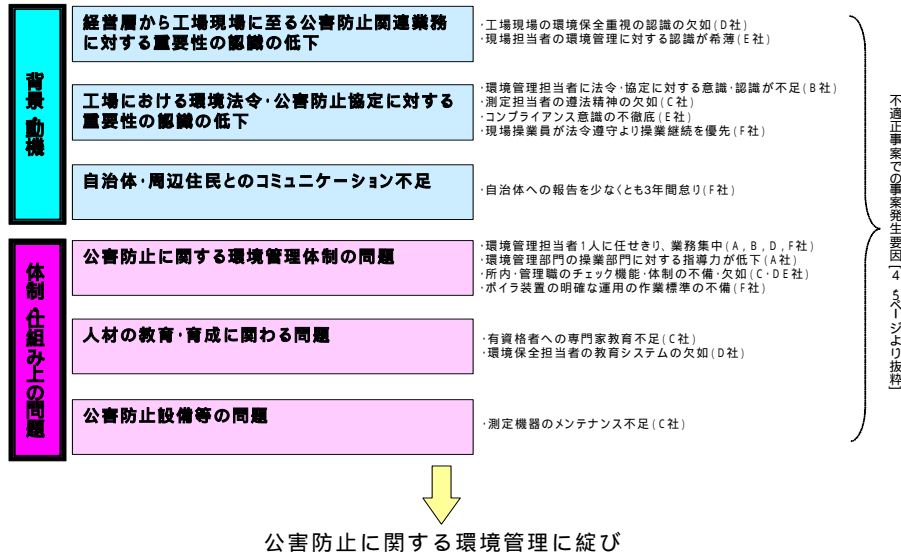 背景・動機
経営層から工場現場に至る公害防止関連業務
に対する重要性の認識の低下
・工場現場の環境保全重視の認識の欠如(D社)
・現場担当者の環境管理に対する認識が希薄(E社)
工場における環境法令・公害防止協定に対する
重要性の認識の低下
・環境管理担当者に法令・協定に対する意識・認識が不足(B社)
・測定担当者の遵法精神の欠如(C社)
・コンプライアンス意識の不徹底(E社)
・現場操業員が法令遵守より操業継続を優先(F社)
自治体・周辺住民とのコミュニケーション不足
・自治体への報告を少なくとも3年間怠り(F社)
体制・仕組み上の問題
公害防止に関する環境管理体制の問題
・環境管理担当者1人に任せきり、業務集中(A,B,D,F社)
・環境管理部門の操業部門に対する指導力が低下(A社)
・所内・管理職のチェック機能・体制の不備・欠如(C・DE社)
・ボイラ装置の明確な運用の作業標準の不備(F社)
人材の教育・育成に関わる問題
・有資格者への専門家教育不足(C社)
・環境保全担当者の教育システムの欠如(D社)
公害防止設備等の問題
・測定機器のメンテナンス不足(C社)
不適正事案での事案発生要因[4、5ページより抜粋]
公害防止に関する環境管理に綻び